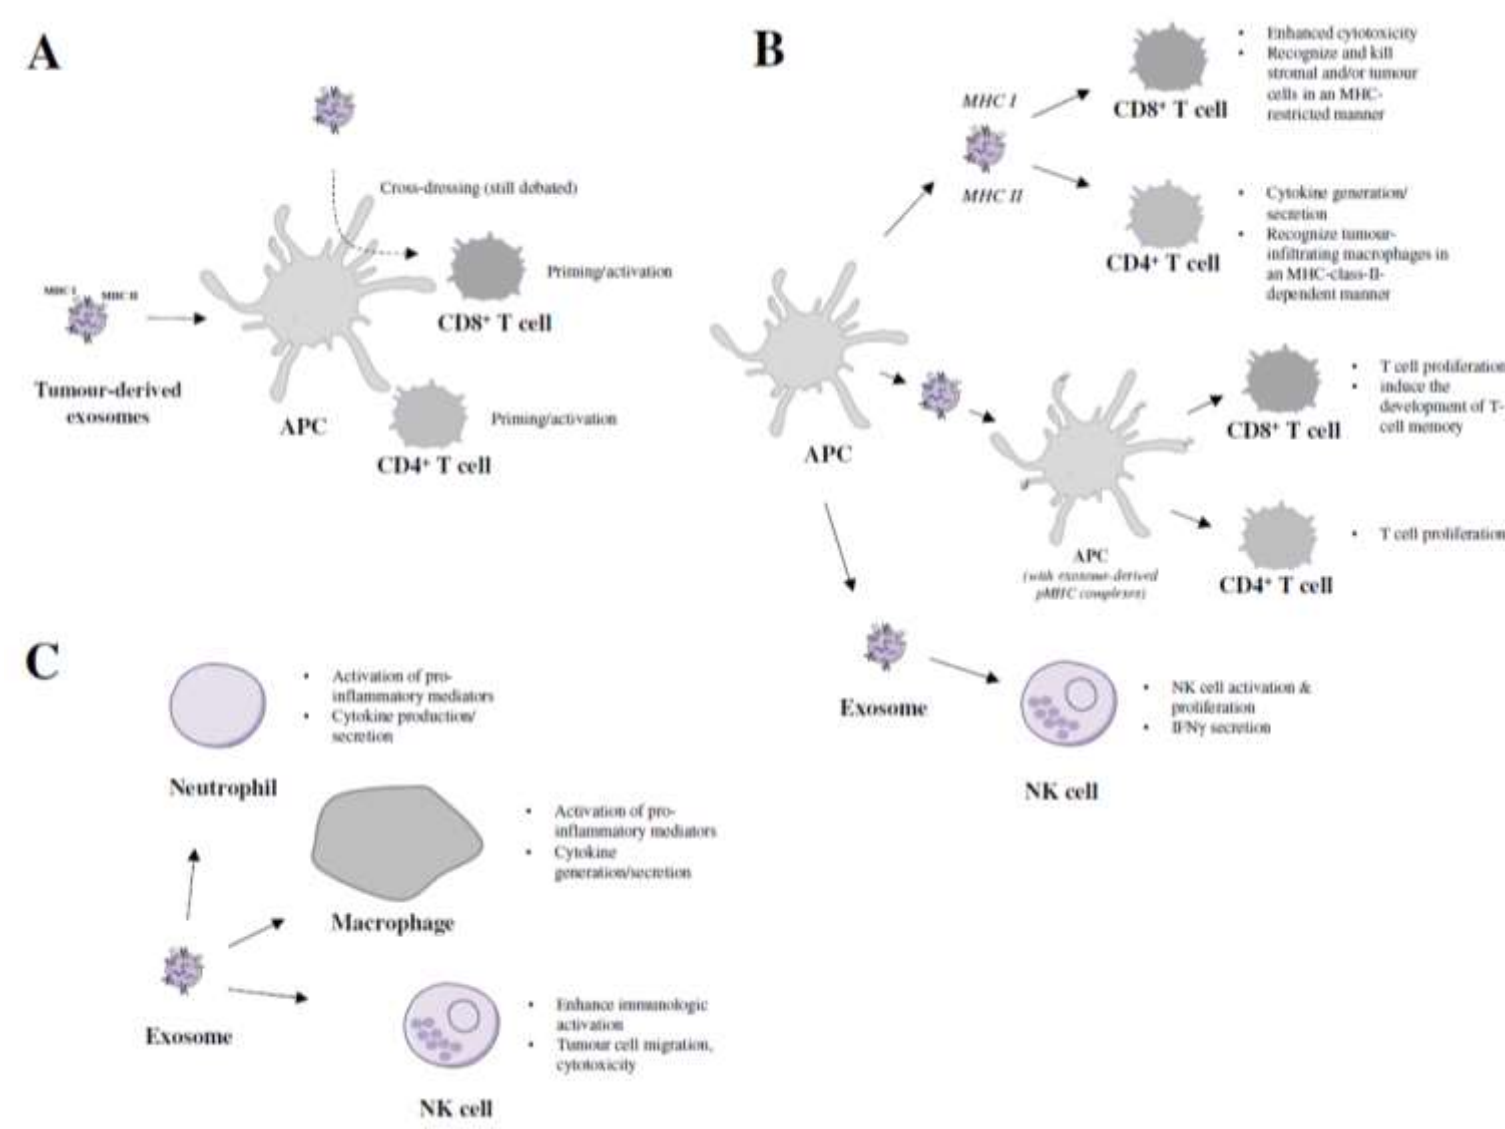 A
Cross-dressing (still debated)
MHC I
MHC II
Priming/activation
CD8⁺ T cell
Tumour-derived
exosomes
APC
Priming/activation
CD4⁺ T cell
B
MHC I
MHC II
CD8⁺ T cell
• Enhanced cytotoxicity
• Recognize and kill
stromal and/or tumour
cells in an MHC-
restricted manner
CD4⁺ T cell
• Cytokine generation/
secretion
• Recognize tumour-
infiltrating macrophages in
an MHC-class-II-
dependent manner
APC
CD8⁺ T cell
• T cell proliferation
• induce the
development of T-
cell memory
APC
(with exosome-derived
pMHC complexes)
CD4⁺ T cell
• T cell proliferation
Exosome
• NK cell activation &
proliferation
• IFNγ secretion
NK cell
C
• Activation of pro-
inflammatory mediators
• Cytokine production/
secretion
Neutrophil
• Activation of pro-
inflammatory mediators
• Cytokine
generation/secretion
Macrophage
Exosome
• Enhance immunologic
activation
• Tumour cell migration,
cytotoxicity
NK cell